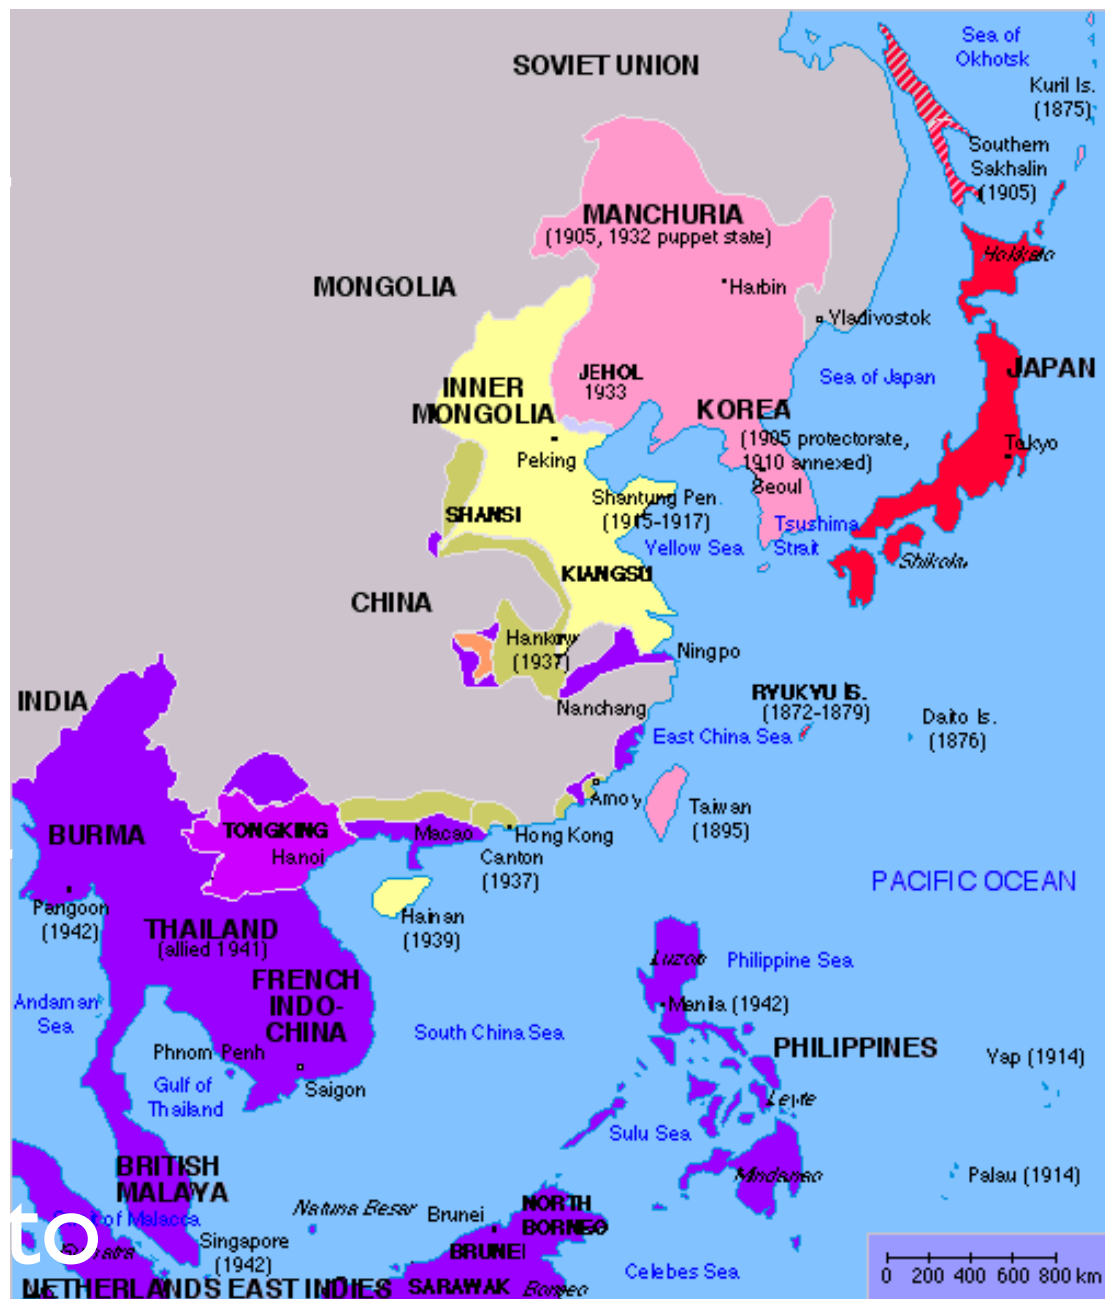 Sea of
Okhotsk
SOVIET UNION
Kuril Is.
(1875)
Southern
Sakhalin
(1905)
MANCHURIA
(1905, 1932 puppet state)
Hokkaio
MONGOLIA
Harbin
Vladivostok
JEHOL
1933
Sea of Japan
JAPAN
INNER
MONGOLIA
KOREA
(1905 protectorate,
1910 annexed)
Tokyo
Peking
Seoul
Shantung Pen.
(1915-1917)
SHANSI
Tsushima
Strait
Yellow Sea
Shikoku
KIANGSU
CHINA
Hankow
(1937)
Ningpo
INDIA
RYUKYU IS.
(1872-1879)
Nanchang
Daito Is.
(1876)
East China Sea
Amoy
Taiwan
(1895)
BURMA
TONGKING
Macao
Hong Kong
Hanoi
Canton
(1937)
PACIFIC OCEAN
Rangoon
(1942)
Hainan
(1939)
THAILAND
(allied 1941)
Luzon
Philippine Sea
FRENCH
INDO-
CHINA
Andaman
Sea
Manila (1942)
South China Sea
PHILIPPINES
Phnom Penh
Yap (1914)
Gulf of
Thailand
Saigon
Leyte
Sulu Sea
BRITISH
MALAYA
Mindanao
Palau (1914)
Natuna Besar
Brunei
NORTH
BORNEO
of Malacca
to
Singapore
(1942)
BRUNEI
Celebes Sea
NETHERLANDS EAST INDIES
SARAWAK
Borneo
0 200 400 600 800 km